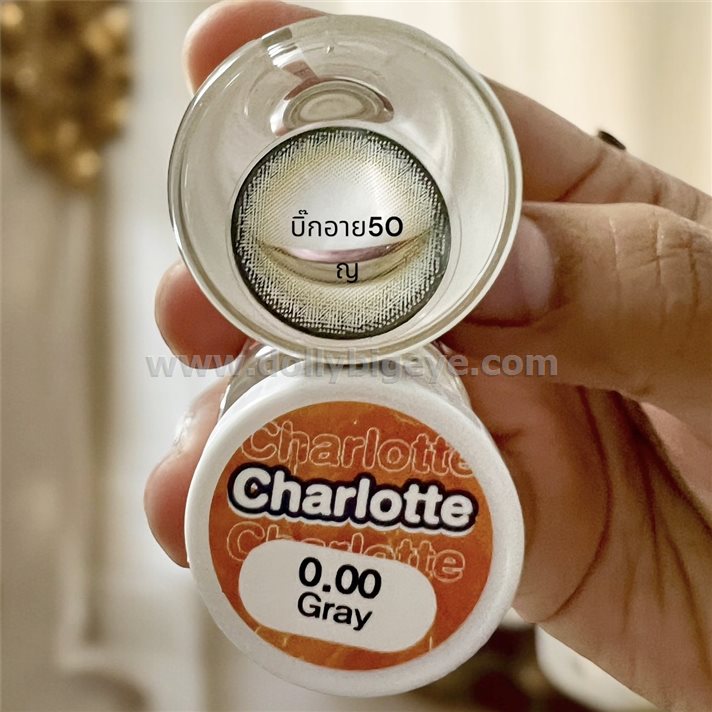 บิ๊กอาย50
ญ
www.dollybigeye.com
Charlotte
Charlotte
Charlotte
0.00
Gray